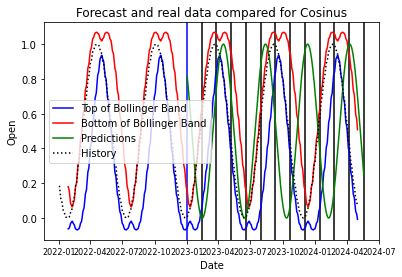 Forecast and real data compared for Cosinus
Open
1.0
0.8
0.6
0.4
0.2
0.0
Top of Bollinger Band
Bottom of Bollinger Band
Predictions
History
2022-01 2022-04 2022-07 2022-10 2023-01 2023-04 2023-07 2023-10 2024-01 2024-04 2024-07
Date